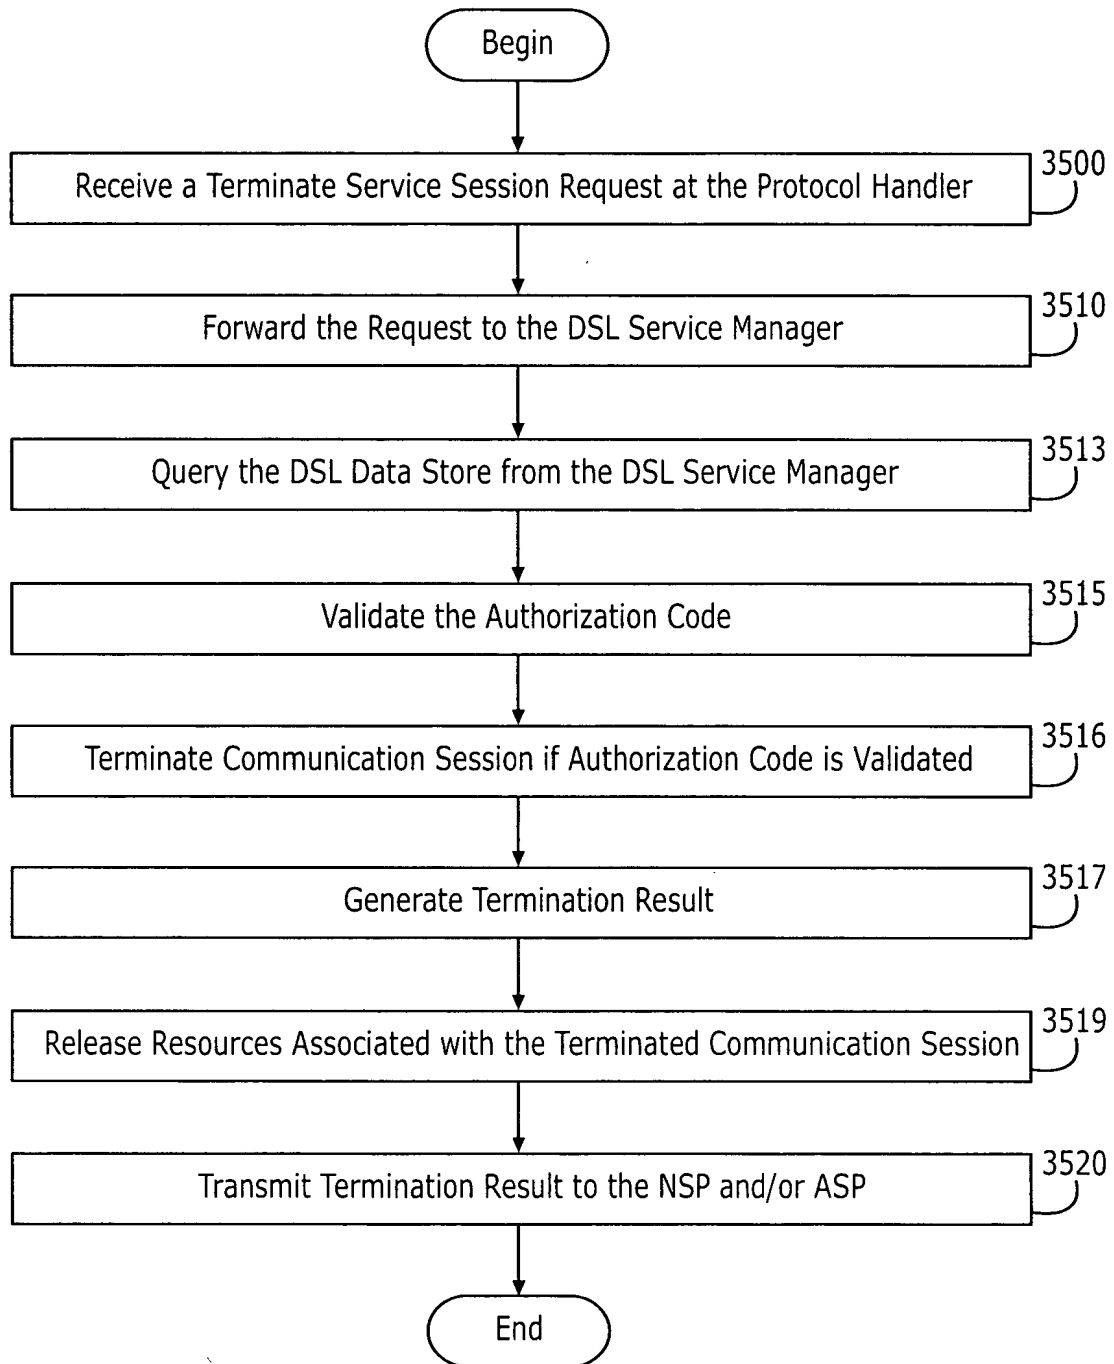 Begin
3500
Receive a Terminate Service Session Request at the Protocol Handler
3510
Forward the Request to the DSL Service Manager
3513
Query the DSL Data Store from the DSL Service Manager
3515
Validate the Authorization Code
3516
Terminate Communication Session if Authorization Code is Validated
3517
Generate Termination Result
3519
Release Resources Associated with the Terminated Communication Session
3520
Transmit Termination Result to the NSP and/or ASP
End